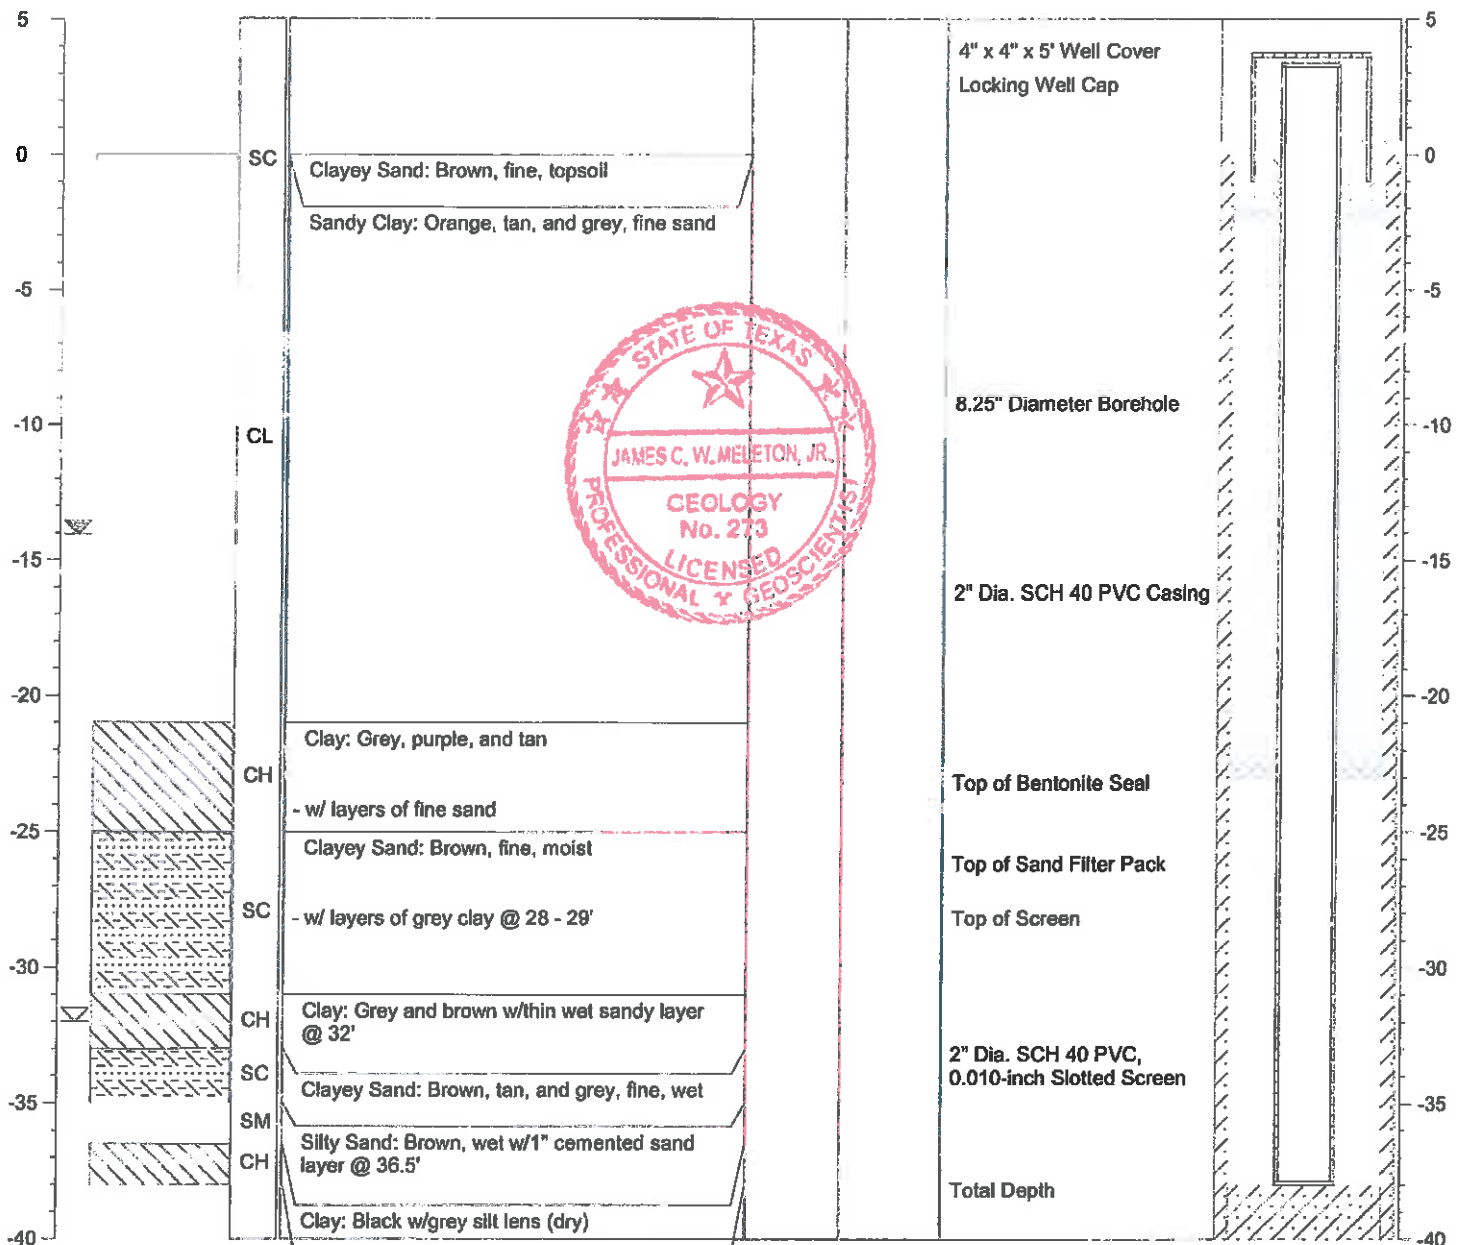 5
5
4" x 4" x 5' Well Cover
Locking Well Cap
0
SC
Clayey Sand: Brown, fine, topsoil
0
Sandy Clay: Orange, tan, and grey, fine sand
-5
-5
STATE OF TEXAS
JAMES C. W. MELETON, JR.
GEOLOGY
No. 273
LICENSED
PROFESSIONAL GEOSCIENTIST
8.25" Diameter Borehole
-10
CL
-10
-15
-15
2" Dia. SCH 40 PVC Casing
-20
-20
Clay: Grey, purple, and tan
CH
Top of Bentonite Seal
- w/ layers of fine sand
-25
-25
Clayey Sand: Brown, fine, moist
Top of Sand Filter Pack
SC
- w/ layers of grey clay @ 28 - 29'
Top of Screen
-30
-30
CH
Clay: Grey and brown w/thin wet sandy layer
@ 32'
2" Dia. SCH 40 PVC,
0.010-inch Slotted Screen
SC
Clayey Sand: Brown, tan, and grey, fine, wet
-35
-35
SM
Silty Sand: Brown, wet w/1" cemented sand
layer @ 36.5'
CH
Total Depth
Clay: Black w/grey silt lens (dry)
-40
-40